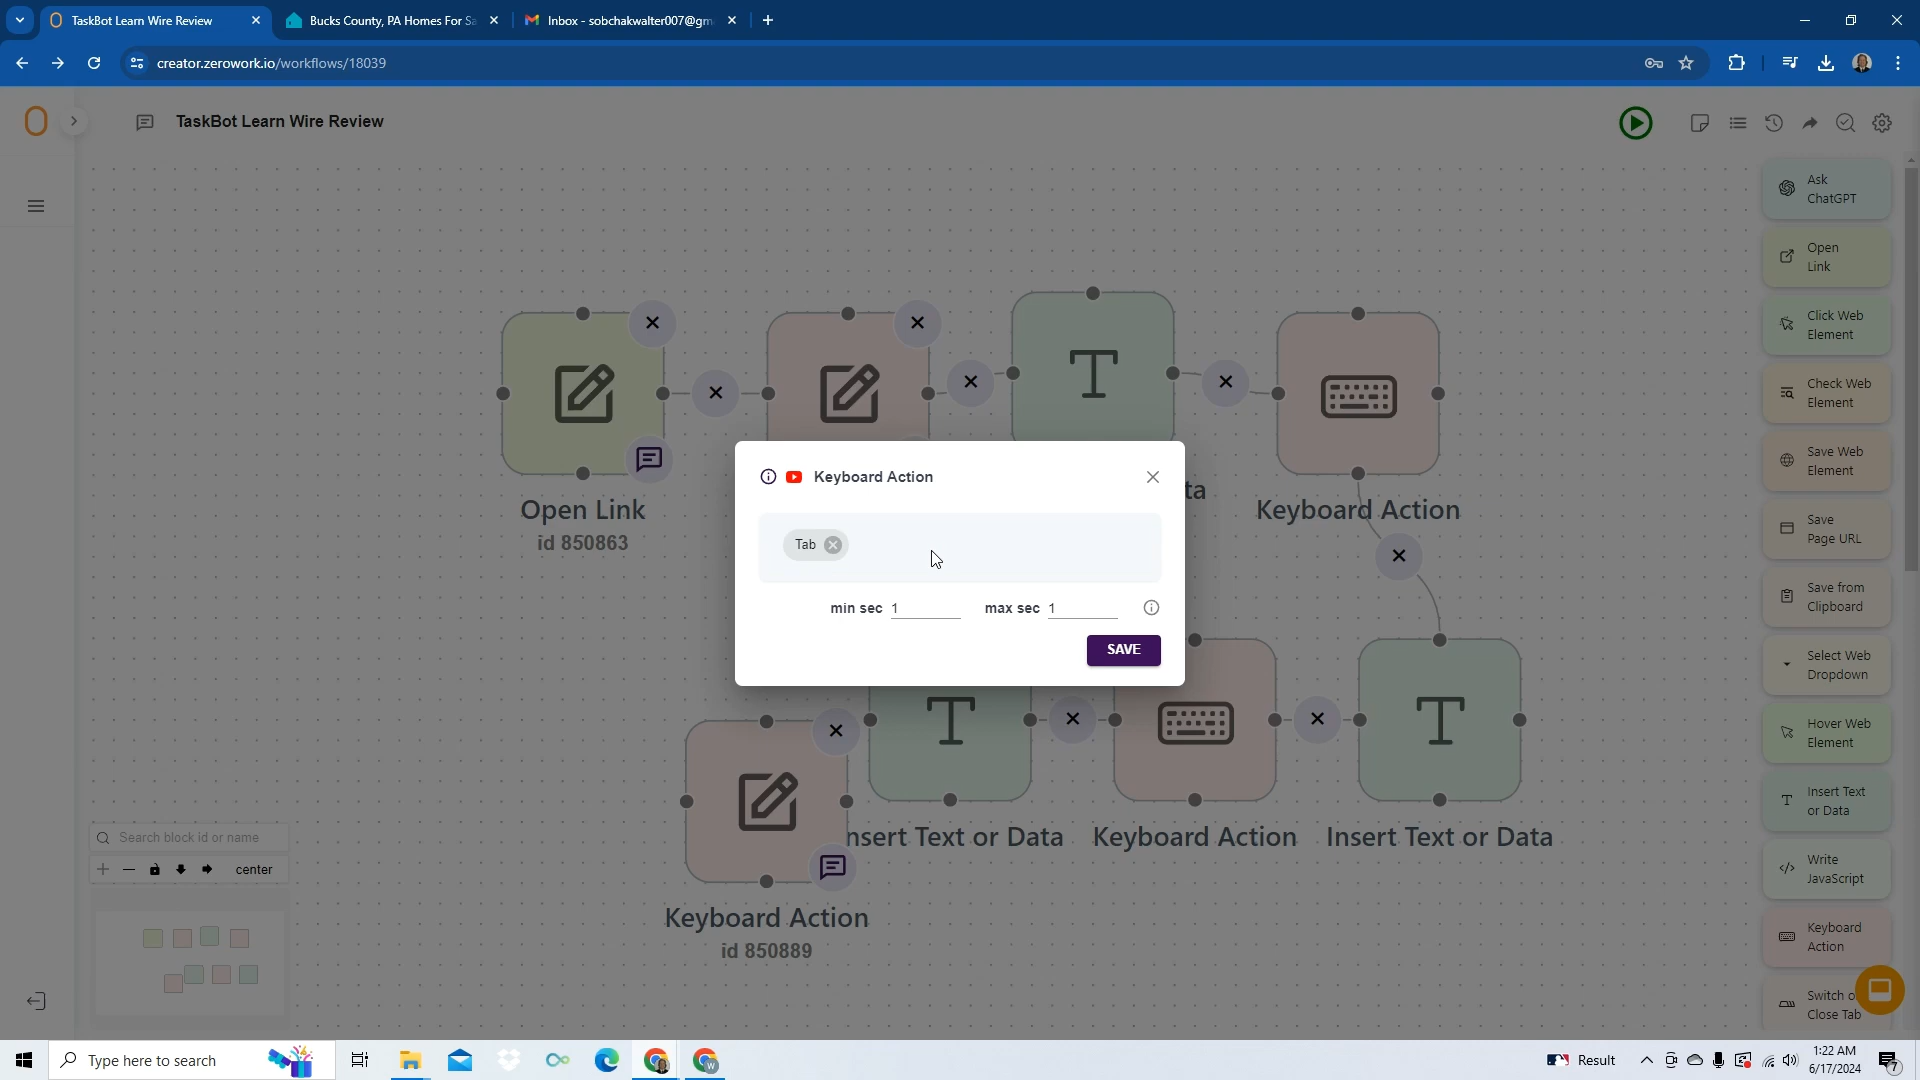 TaskBot Learn Wire Review
Bucks County, PA Homes For Sa
Inbox - sobchakwalter007@gm
creator.zerowork.io/workflows/18039
TaskBot Learn Wire Review
Ask
ChatGPT
Open
Link
Click Web
Element
Check Web
Element
Save Web
Element
Save
Page URL
Save from
Clipboard
Select Web
Dropdown
Hover Web
Element
Insert Text
or Data
Write
JavaScript
Keyboard
Action
Switch o
Close Tab
Open Link
id 850863
ta
Keyboard Action
Keyboard Action
Tab
min sec 1
max sec 1
SAVE
nsert Text or Data
Keyboard Action
Insert Text or Data
Keyboard Action
id 850889
Search block id or name
center
Type here to search
Result
1:22 AM
6/17/2024
7